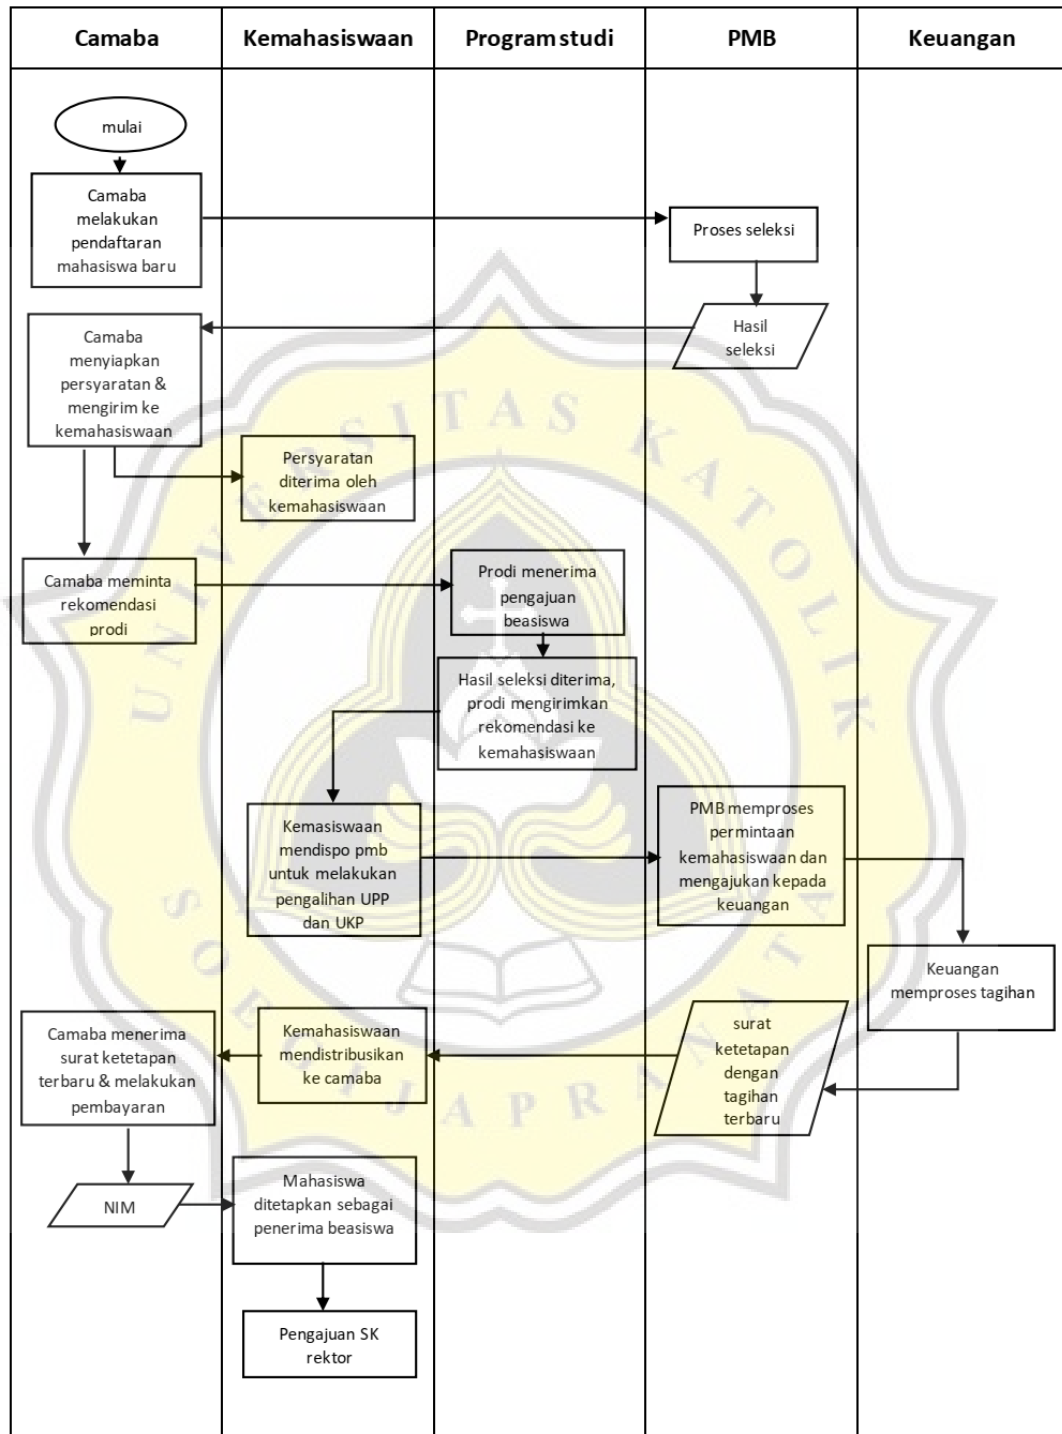 Camaba
Kemahasiswaan
Program studi
PMB
Keuangan
mulai
Camaba
melakukan
pendaftaran
mahasiswa baru
Proses seleksi
Hasil
seleksi
Camaba
menyiapkan
persyaratan &
mengirim ke
kemahasiswaan
Persyaratan
diterima oleh
kemahasiswaan
Camaba meminta
rekomendasi
prodi
Prodi menerima
pengajuan
beasiswa
Hasil seleksi diterima,
prodi mengirimkan
rekomendasi ke
kemahasiswaan
Kemasiswaan
mendispo pmb
untuk melakukan
pengalihan UPP
dan UKP
PMB memproses
permintaan
kemahasiswaan dan
mengajukan kepada
keuangan
Keuangan
memproses tagihan
surat
ketetapan
dengan
tagihan
terbaru
Kemahasiswaan
mendistribusikan
ke camaba
Camaba menerima
surat ketetapan
terbaru & melakukan
pembayaran
NIM
Mahasiswa
ditetapkan sebagai
penerima beasiswa
Pengajuan SK
rektor
UNIVERSITAS KATOLIK
SOEGIJAPRANATA